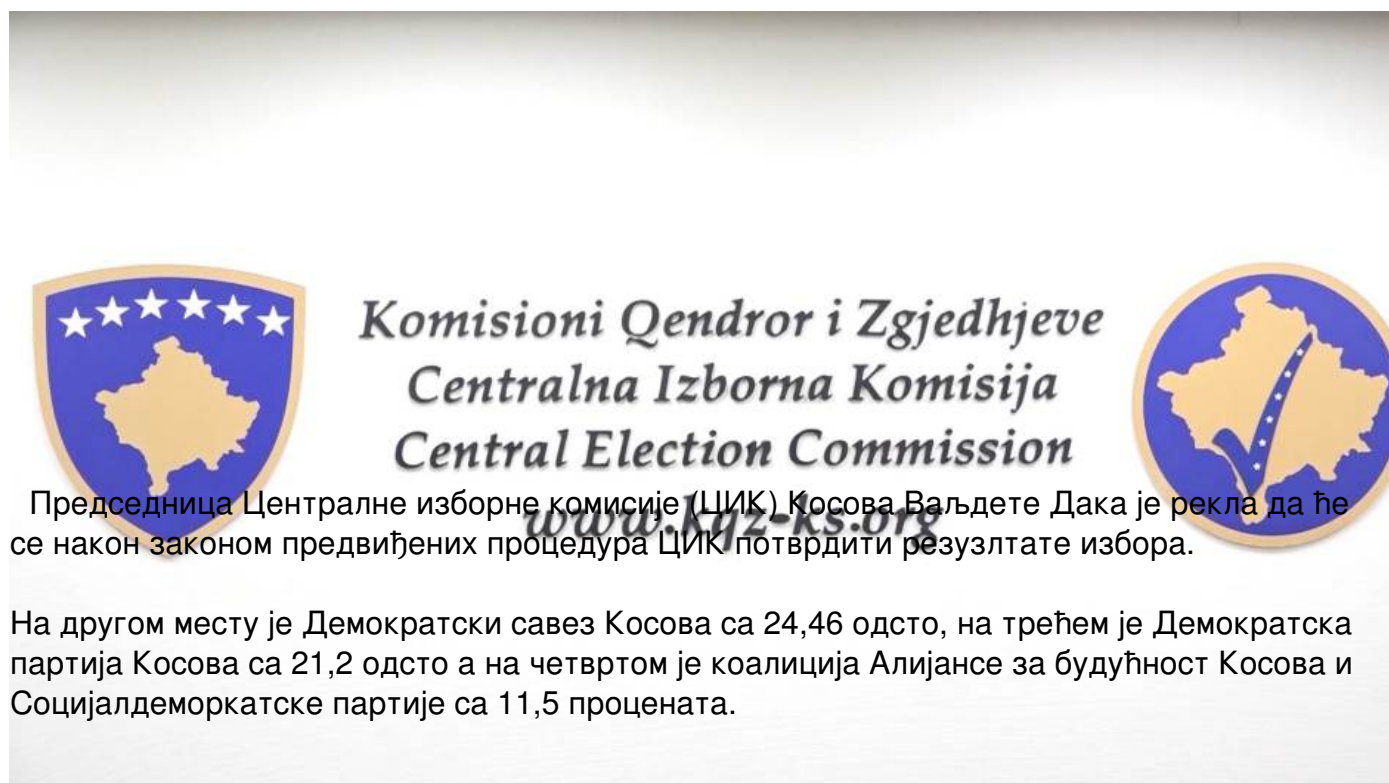 Komisioni Qendror i Zgjedhjeve
Centralna Izborna Komisija
Central Election Commission
www.kqz-ks.org
Председница Централне изборне комисије (ЦИК) Косова Ваљдете Дака је рекла да ће
се након законом предвиђених процедура ЦИК потврдити резузлтате избора.
На другом месту је Демократски савез Косова са 24,46 одсто, на трећем је Демократска
партија Косова са 21,2 одсто а на четвртом је коалиција Алијансе за будућност Косова и
Социјалдеморкатске партије са 11,5 процената.